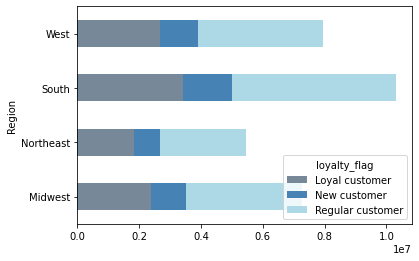 West
South
Northeast
Midwest
Region
loyalty_flag
Loyal customer
New customer
Regular customer
0.0 0.2 0.4 0.6 0.8 1.0
1e7